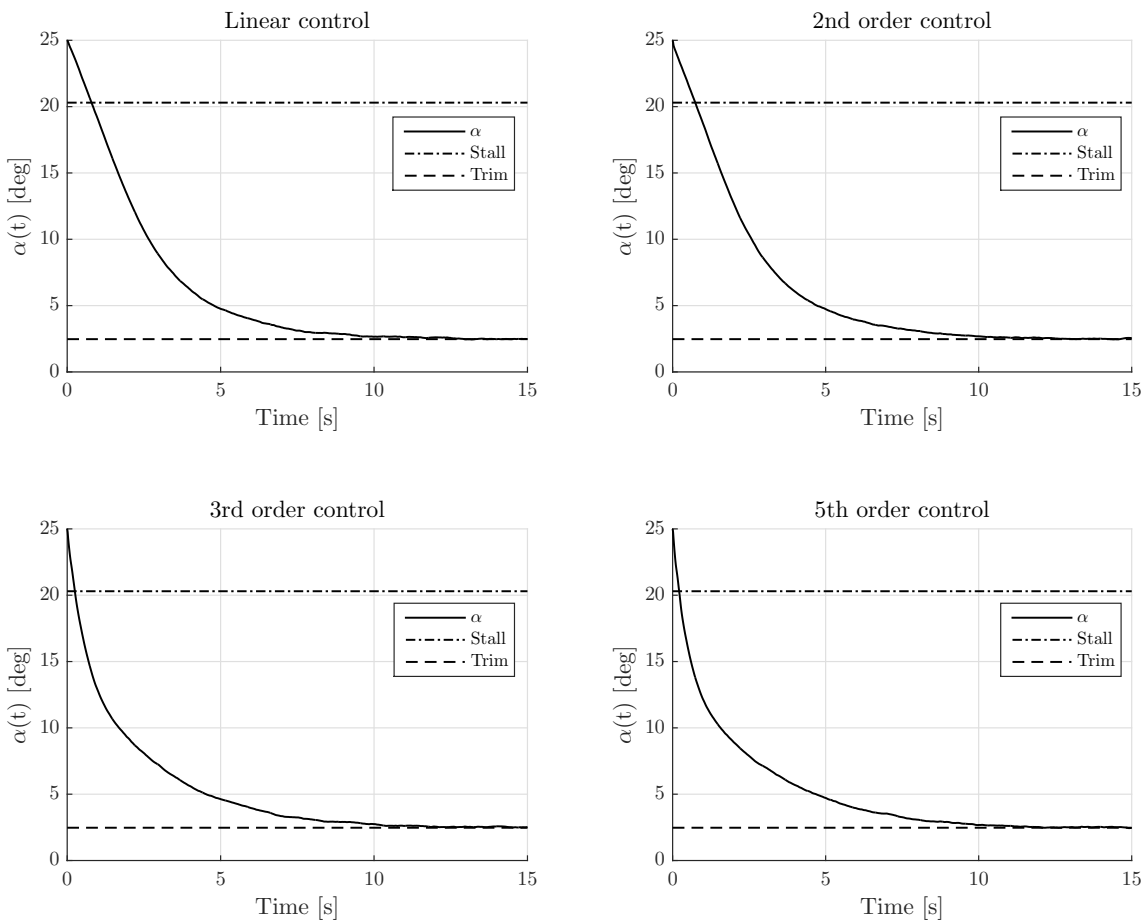 Linear control
25
20
15
10
5
0
α(t) [deg]
α
Stall
Trim
0 5 10 15
Time [s]
2nd order control
25
20
15
10
5
0
α(t) [deg]
α
Stall
Trim
0 5 10 15
Time [s]
3rd order control
25
20
15
10
5
0
α(t) [deg]
α
Stall
Trim
0 5 10 15
Time [s]
5th order control
25
20
15
10
5
0
α(t) [deg]
α
Stall
Trim
0 5 10 15
Time [s]